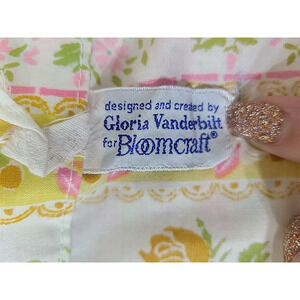 designed and created by
Gloria Vanderbilt
for Bloomcraft®